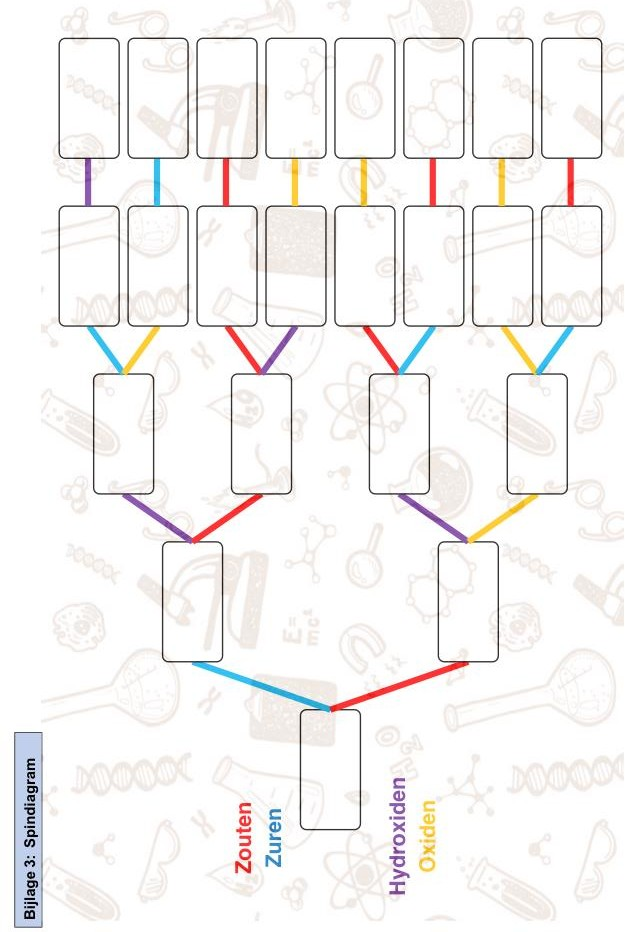 Bijlage 3: Spindiagram
Zouten
Zuren
Hydroxiden
Oxiden